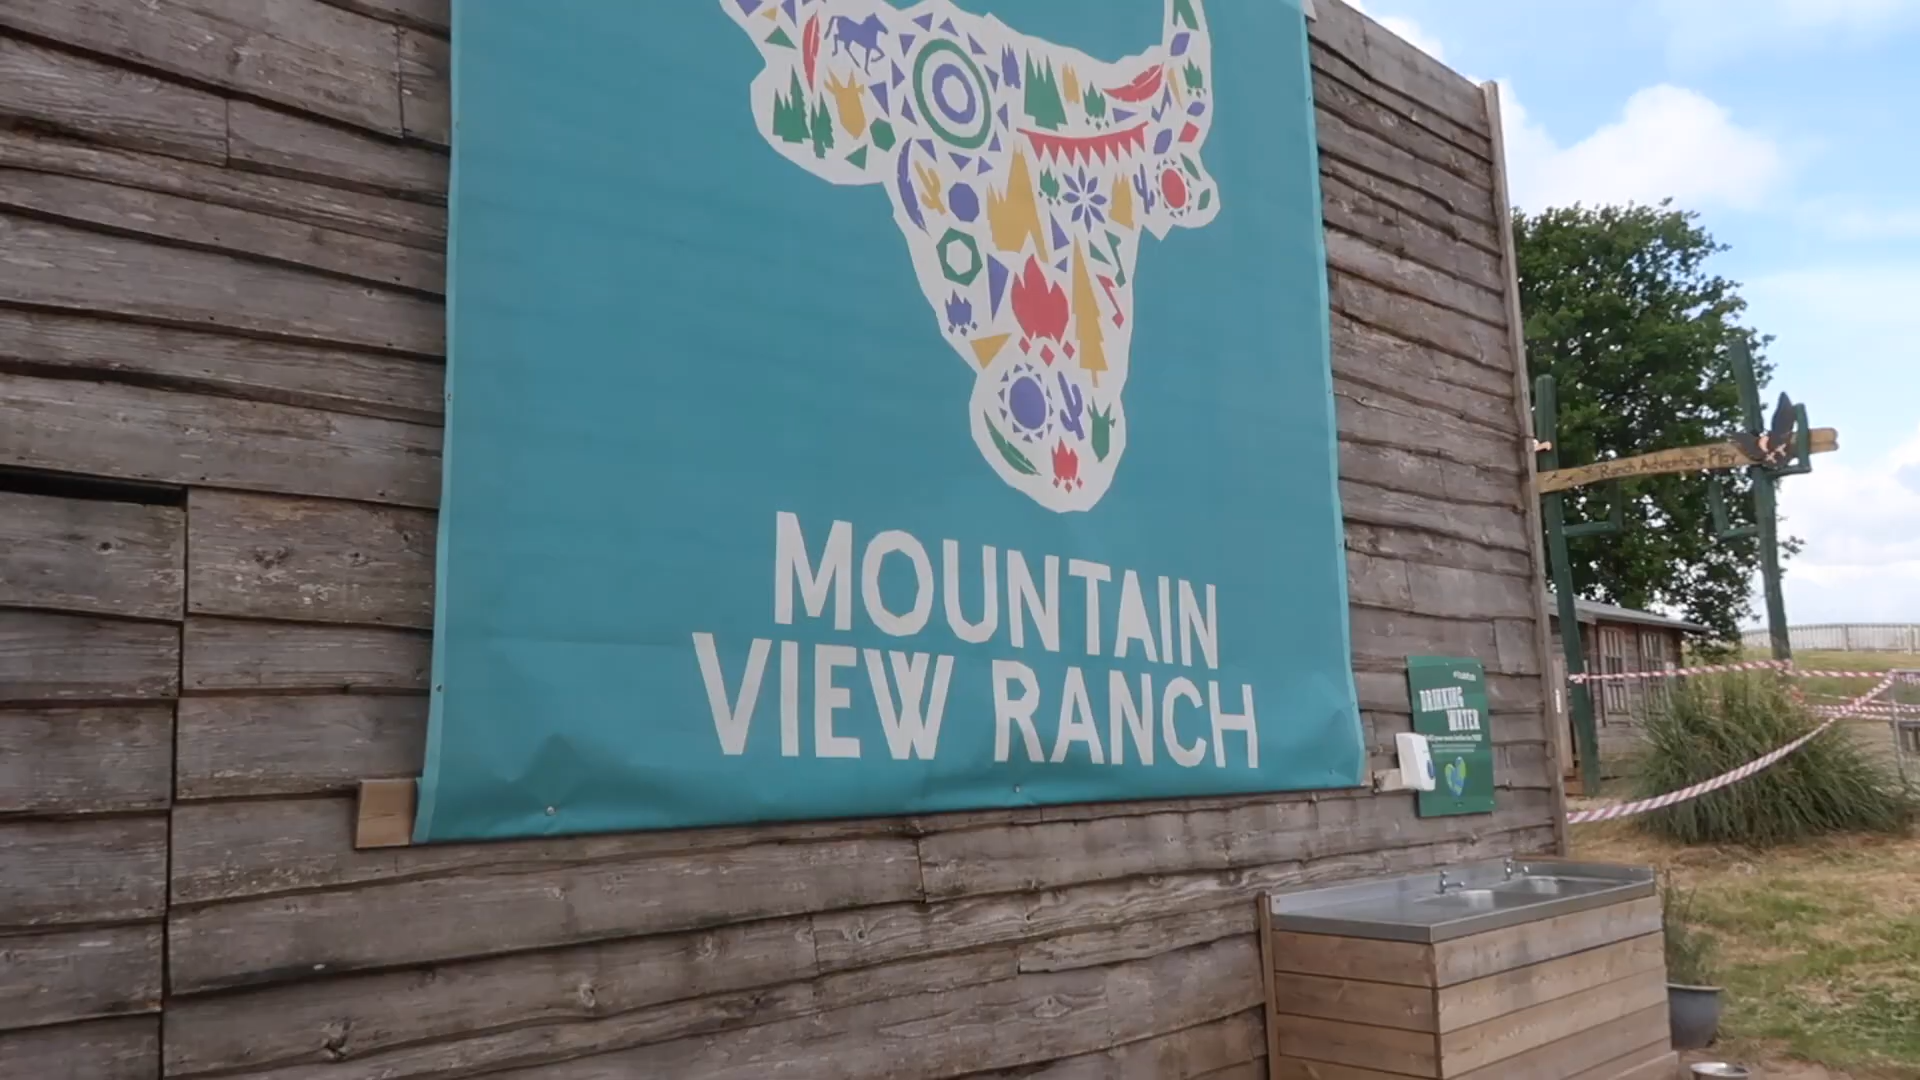 MOUNTAIN
VIEW RANCH
Ranch Adventure Play
DRINKING
WATER